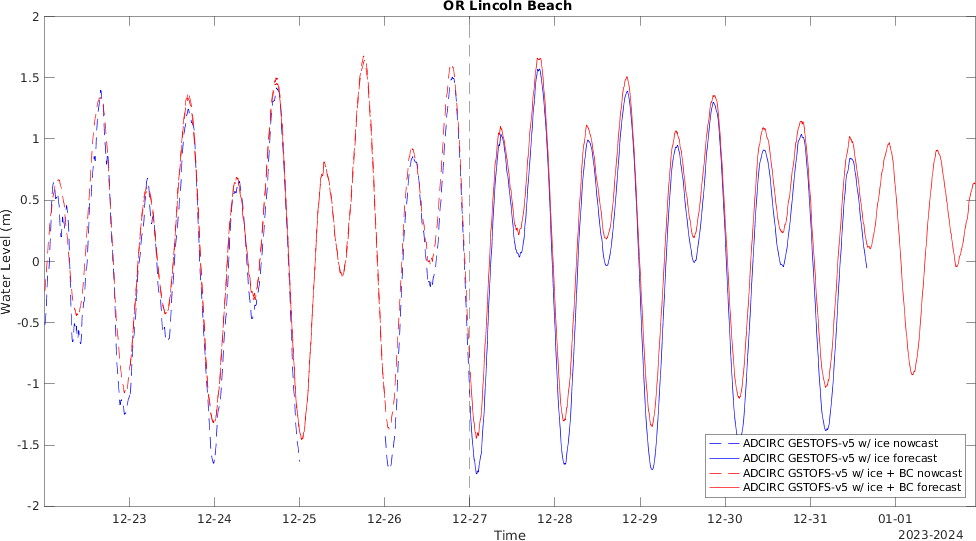 OR Lincoln Beach
2
1.5
1
0.5
0
-0.5
-1
-1.5
-2
Water Level (m)
ADCIRC GESTOFS-v5 w/ ice nowcast
ADCIRC GESTOFS-v5 w/ ice forecast
ADCIRC GSTOFS-v5 w/ ice + BC nowcast
ADCIRC GSTOFS-v5 w/ ice + BC forecast
12-23 12-24 12-25 12-26 12-27 12-28 12-29 12-30 12-31 01-01
Time
2023-2024